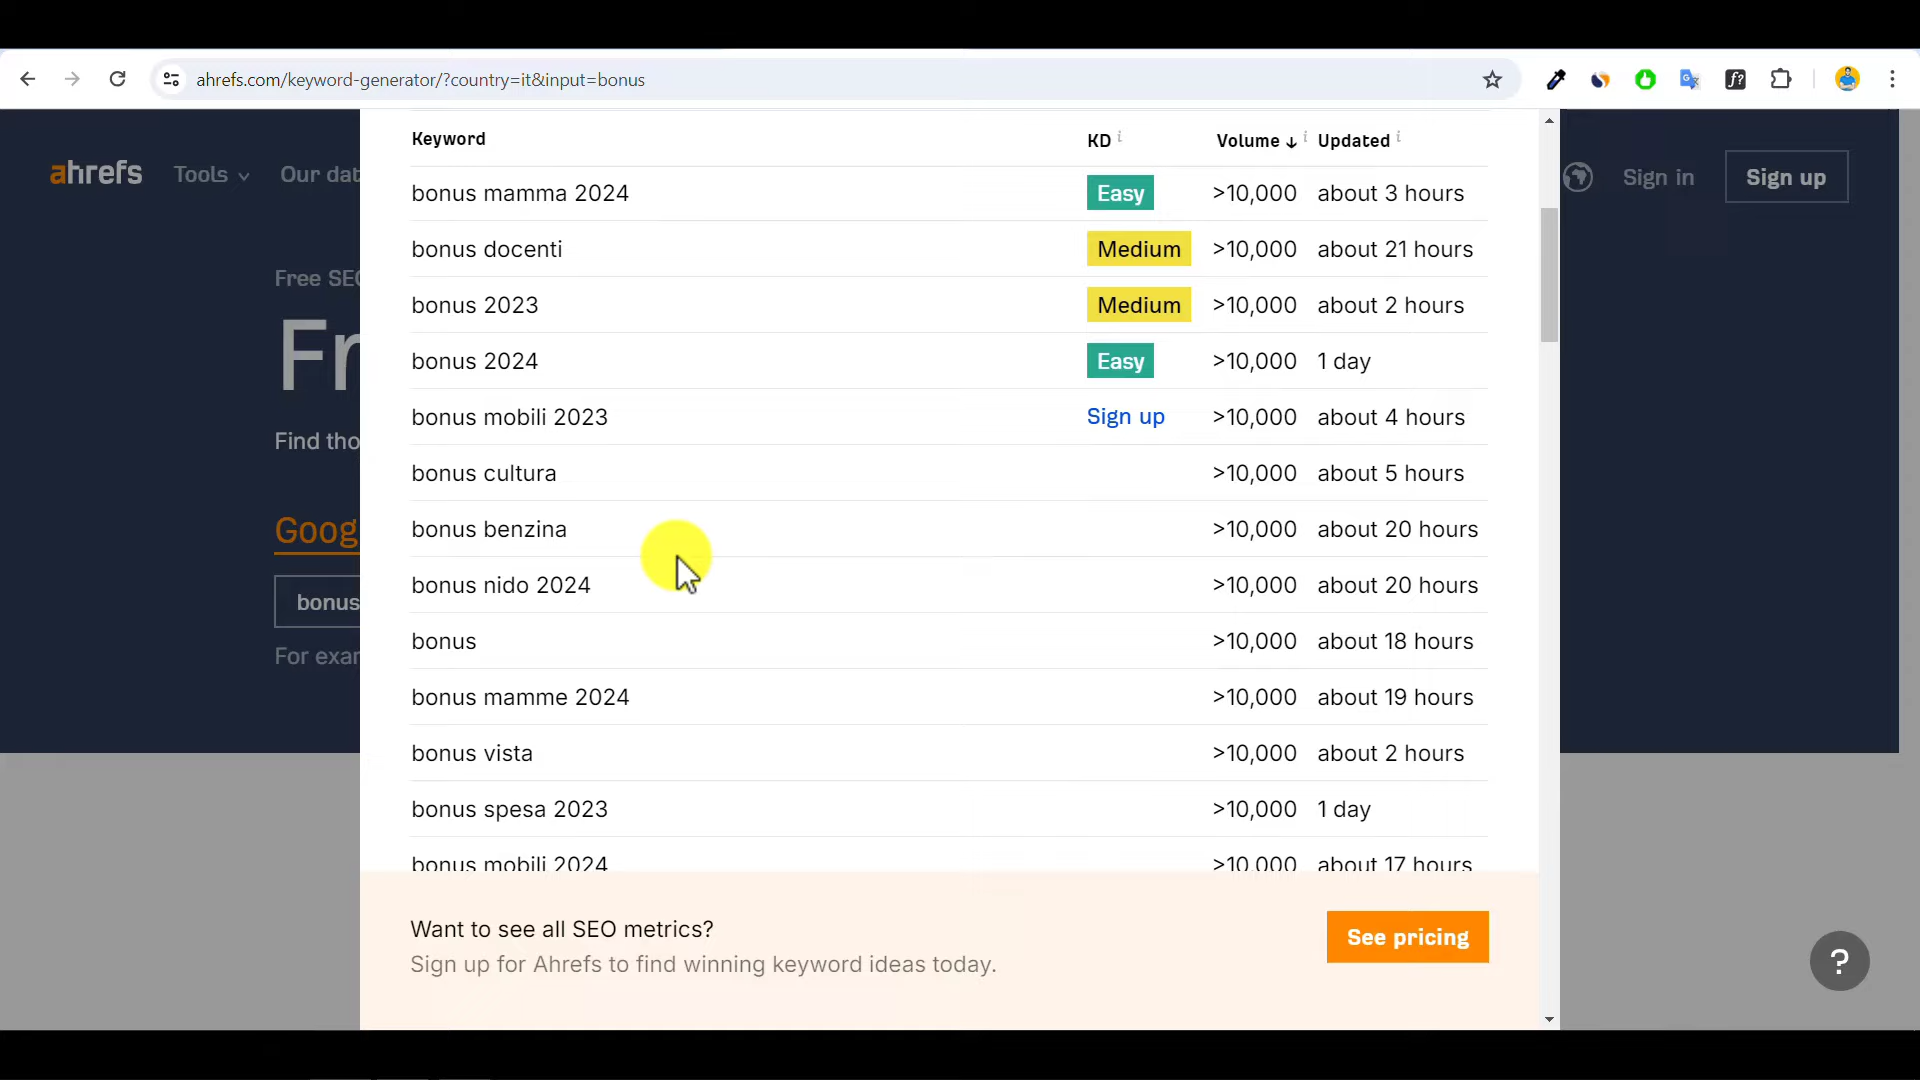 ahrefs.com/keyword-generator/?country=it&input=bonus
ahrefs
Tools
Our dat
Sign in
Sign up
Free SEO
Fr
Find tho
Goog
bonus
For exam
Keyword KD i Volume ↓ i Updated i
bonus mamma 2024 Easy >10,000 about 3 hours
bonus docenti Medium >10,000 about 21 hours
bonus 2023 Medium >10,000 about 2 hours
bonus 2024 Easy >10,000 1 day
bonus mobili 2023 Sign up >10,000 about 4 hours
bonus cultura >10,000 about 5 hours
bonus benzina >10,000 about 20 hours
bonus nido 2024 >10,000 about 20 hours
bonus >10,000 about 18 hours
bonus mamme 2024 >10,000 about 19 hours
bonus vista >10,000 about 2 hours
bonus spesa 2023 >10,000 1 day
bonus mobili 2024 >10,000 about 17 hours
Want to see all SEO metrics?
Sign up for Ahrefs to find winning keyword ideas today.
See pricing
?